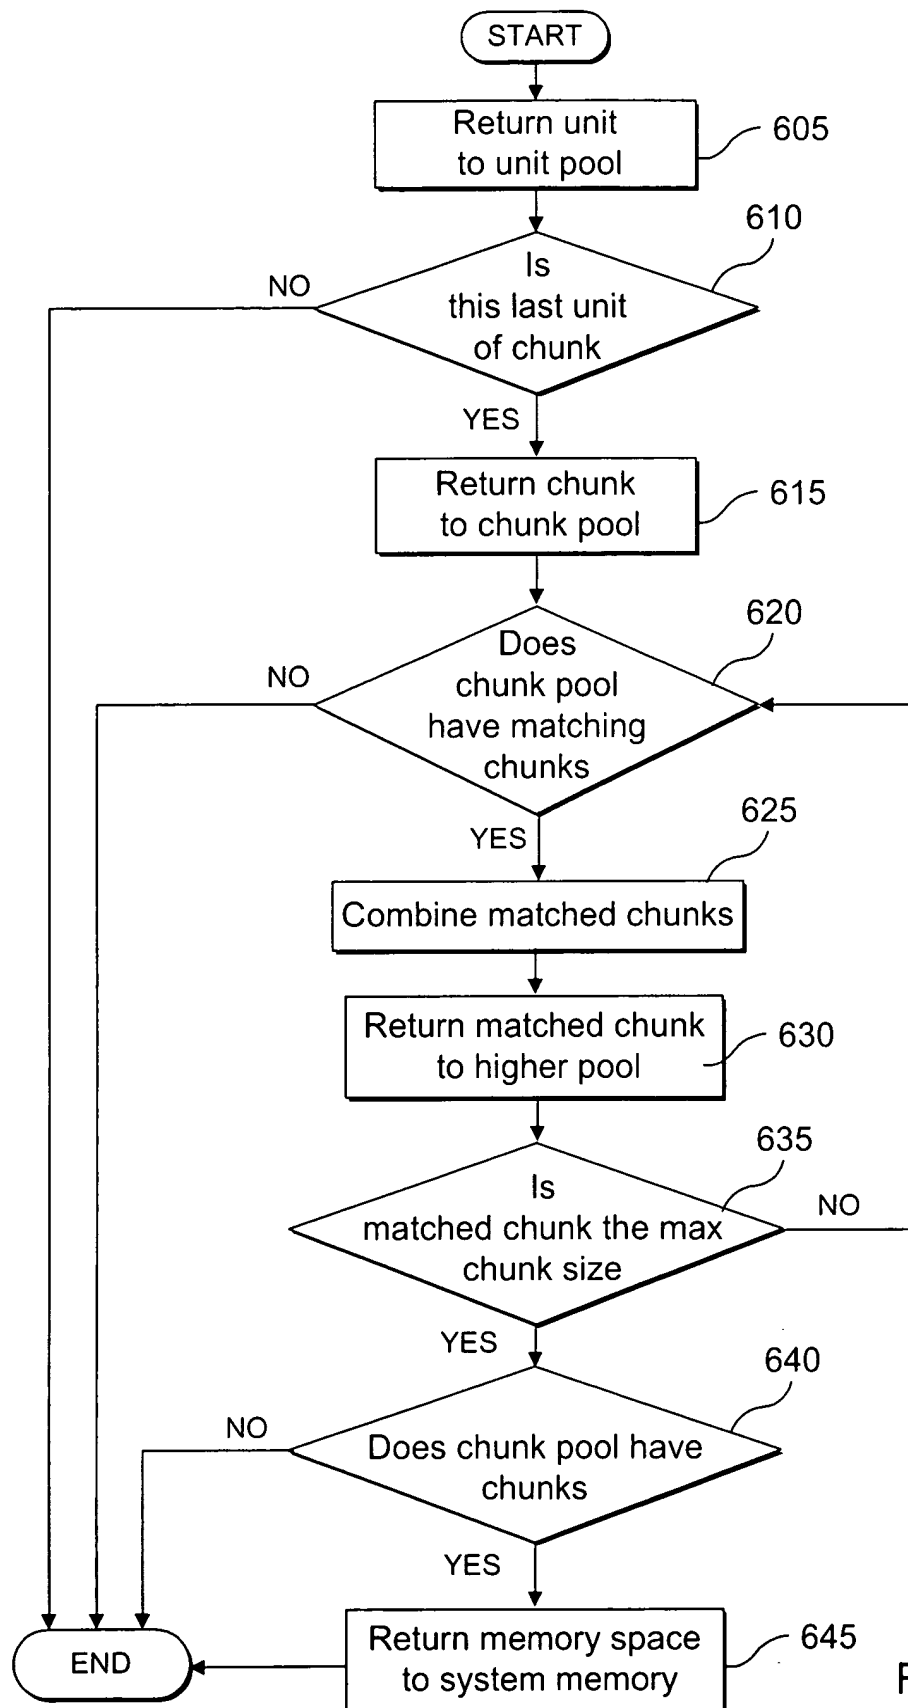 START
Return unit
to unit pool
605
610
Is
this last unit
of chunk
NO
YES
Return chunk
to chunk pool
615
620
Does
chunk pool
have matching
chunks
NO
YES
625
Combine matched chunks
Return matched chunk
to higher pool
630
635
Is
matched chunk the max
chunk size
NO
YES
640
Does chunk pool have
chunks
NO
YES
Return memory space
to system memory
645
END